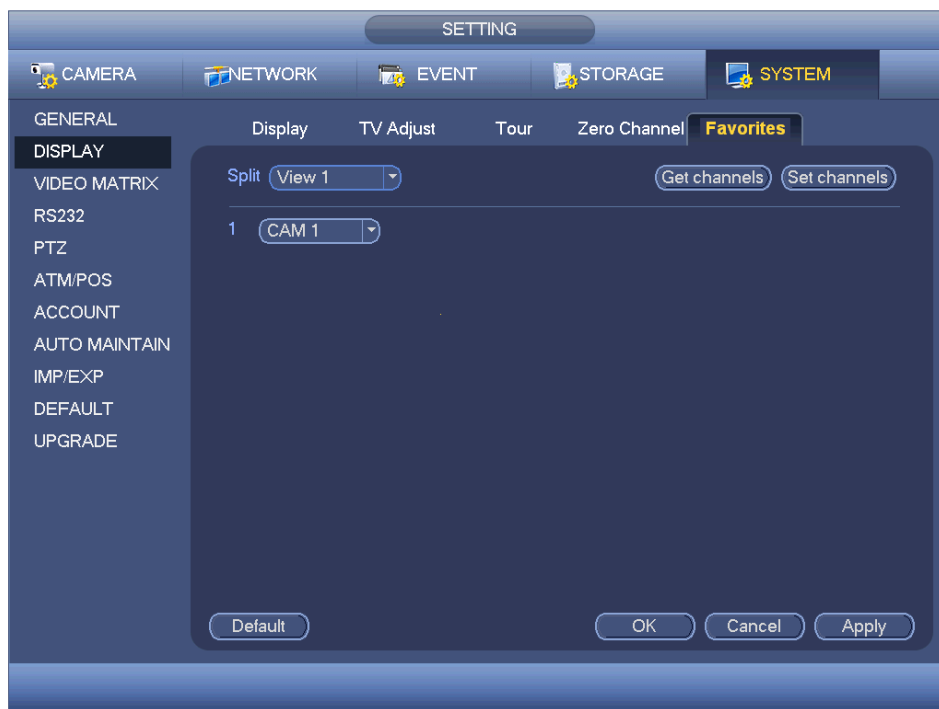 SETTING
CAMERA NETWORK EVENT STORAGE SYSTEM
GENERAL
DISPLAY
VIDEO MATRIX
RS232
PTZ
ATM/POS
ACCOUNT
AUTO MAINTAIN
IMP/EXP
DEFAULT
UPGRADE
Display TV Adjust Tour Zero Channel Favorites
Split View 1 Get channels Set channels
1 CAM 1
Default OK Cancel Apply